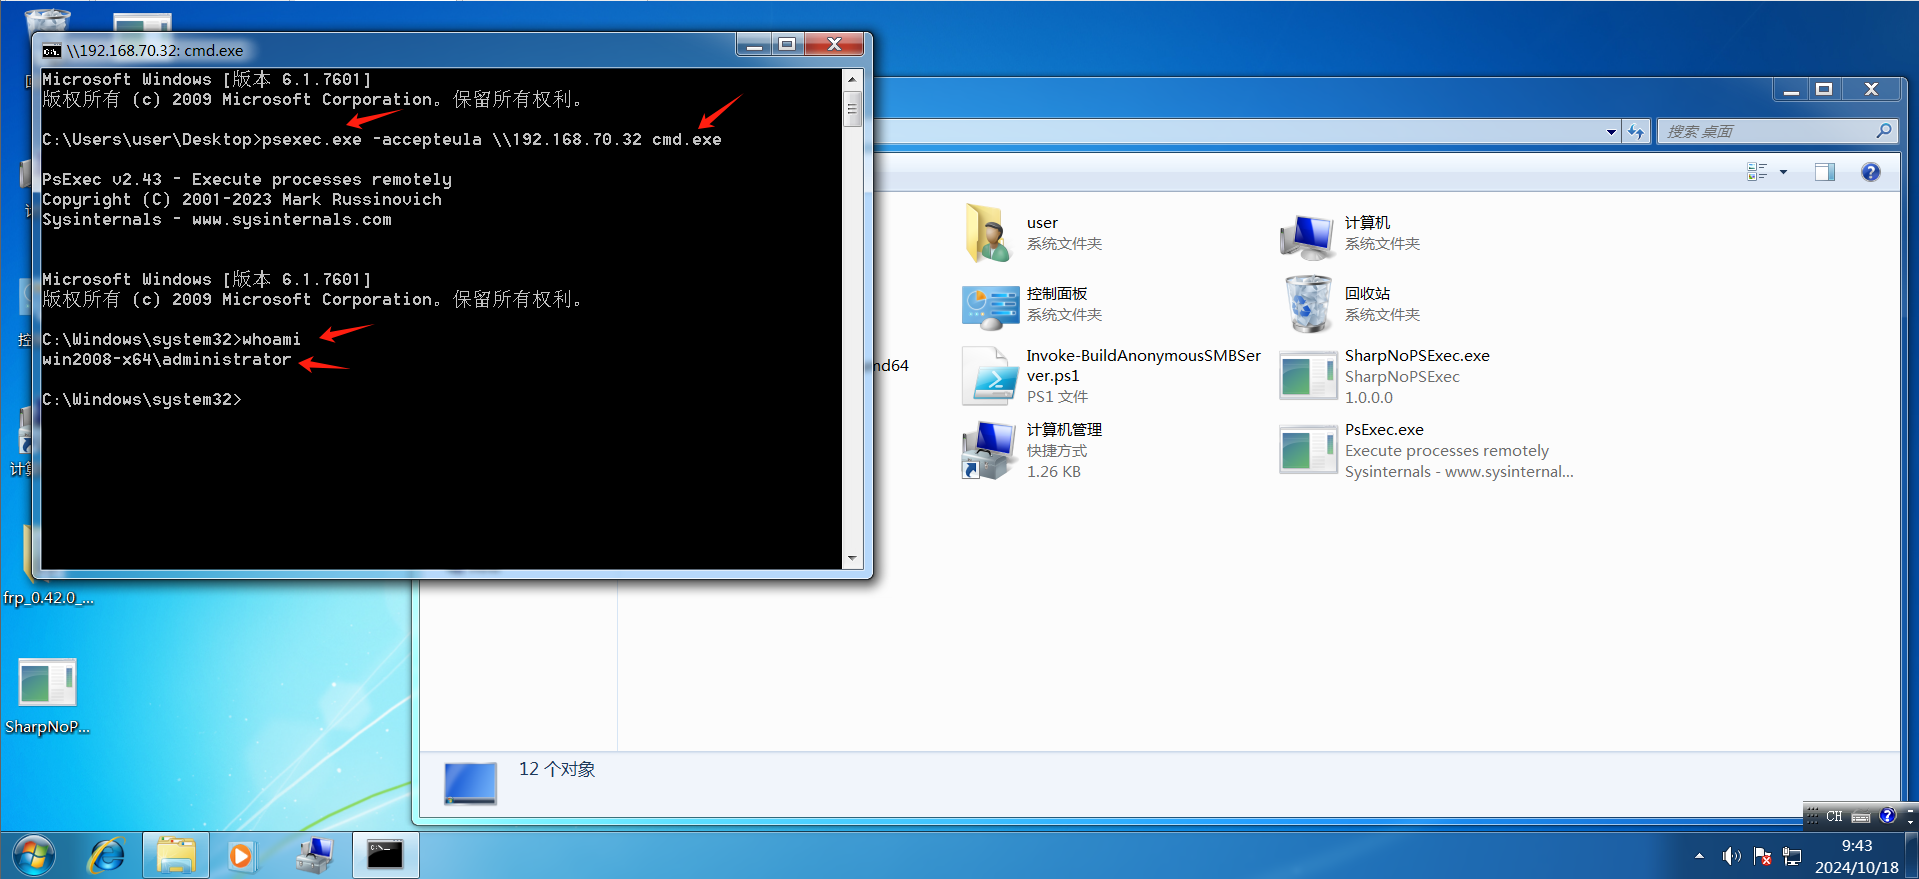 \\192.168.70.32: cmd.exe
Microsoft Windows [版本 6.1.7601]
版权所有 (c) 2009 Microsoft Corporation。保留所有权利。
C:\Users\user\Desktop>psexec.exe -accepteula \\192.168.70.32 cmd.exe
PsExec v2.43 - Execute processes remotely
Copyright (C) 2001-2023 Mark Russinovich
Sysinternals - www.sysinternals.com
Microsoft Windows [版本 6.1.7601]
版权所有 (c) 2009 Microsoft Corporation。保留所有权利。
C:\Windows\system32>whoami
win2008-x64\administrator
C:\Windows\system32>
搜索 桌面
user
系统文件夹
计算机
系统文件夹
控制面板
系统文件夹
回收站
系统文件夹
md64
Invoke-BuildAnonymousSMBSer
ver.ps1
PS1 文件
SharpNoPSExec.exe
SharpNoPSExec
1.0.0.0
计算机管理
快捷方式
1.26 KB
PsExec.exe
Execute processes remotely
Sysinternals - www.sysinternal...
12 个对象
frp_0.42.0_...
SharpNoP...
CH
9:43
2024/10/18